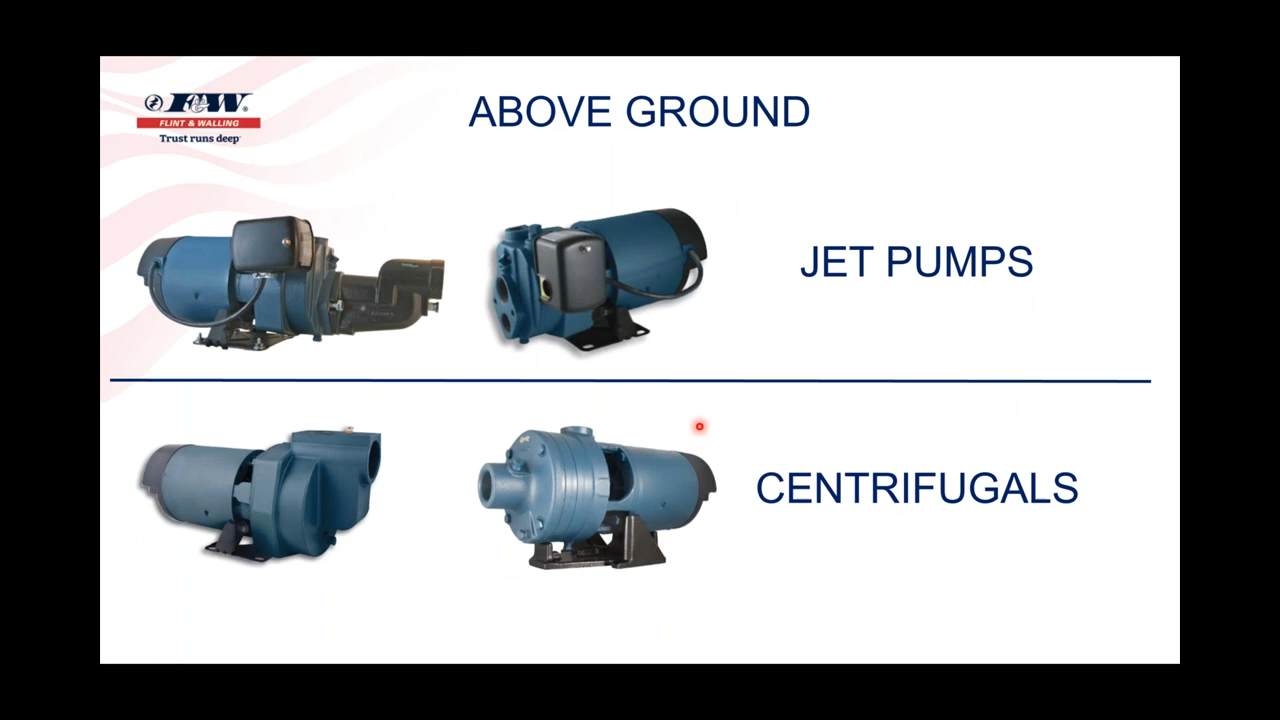 F&W®
FLINT & WALLING
Trust runs deep
ABOVE GROUND
JET PUMPS
CENTRIFUGALS